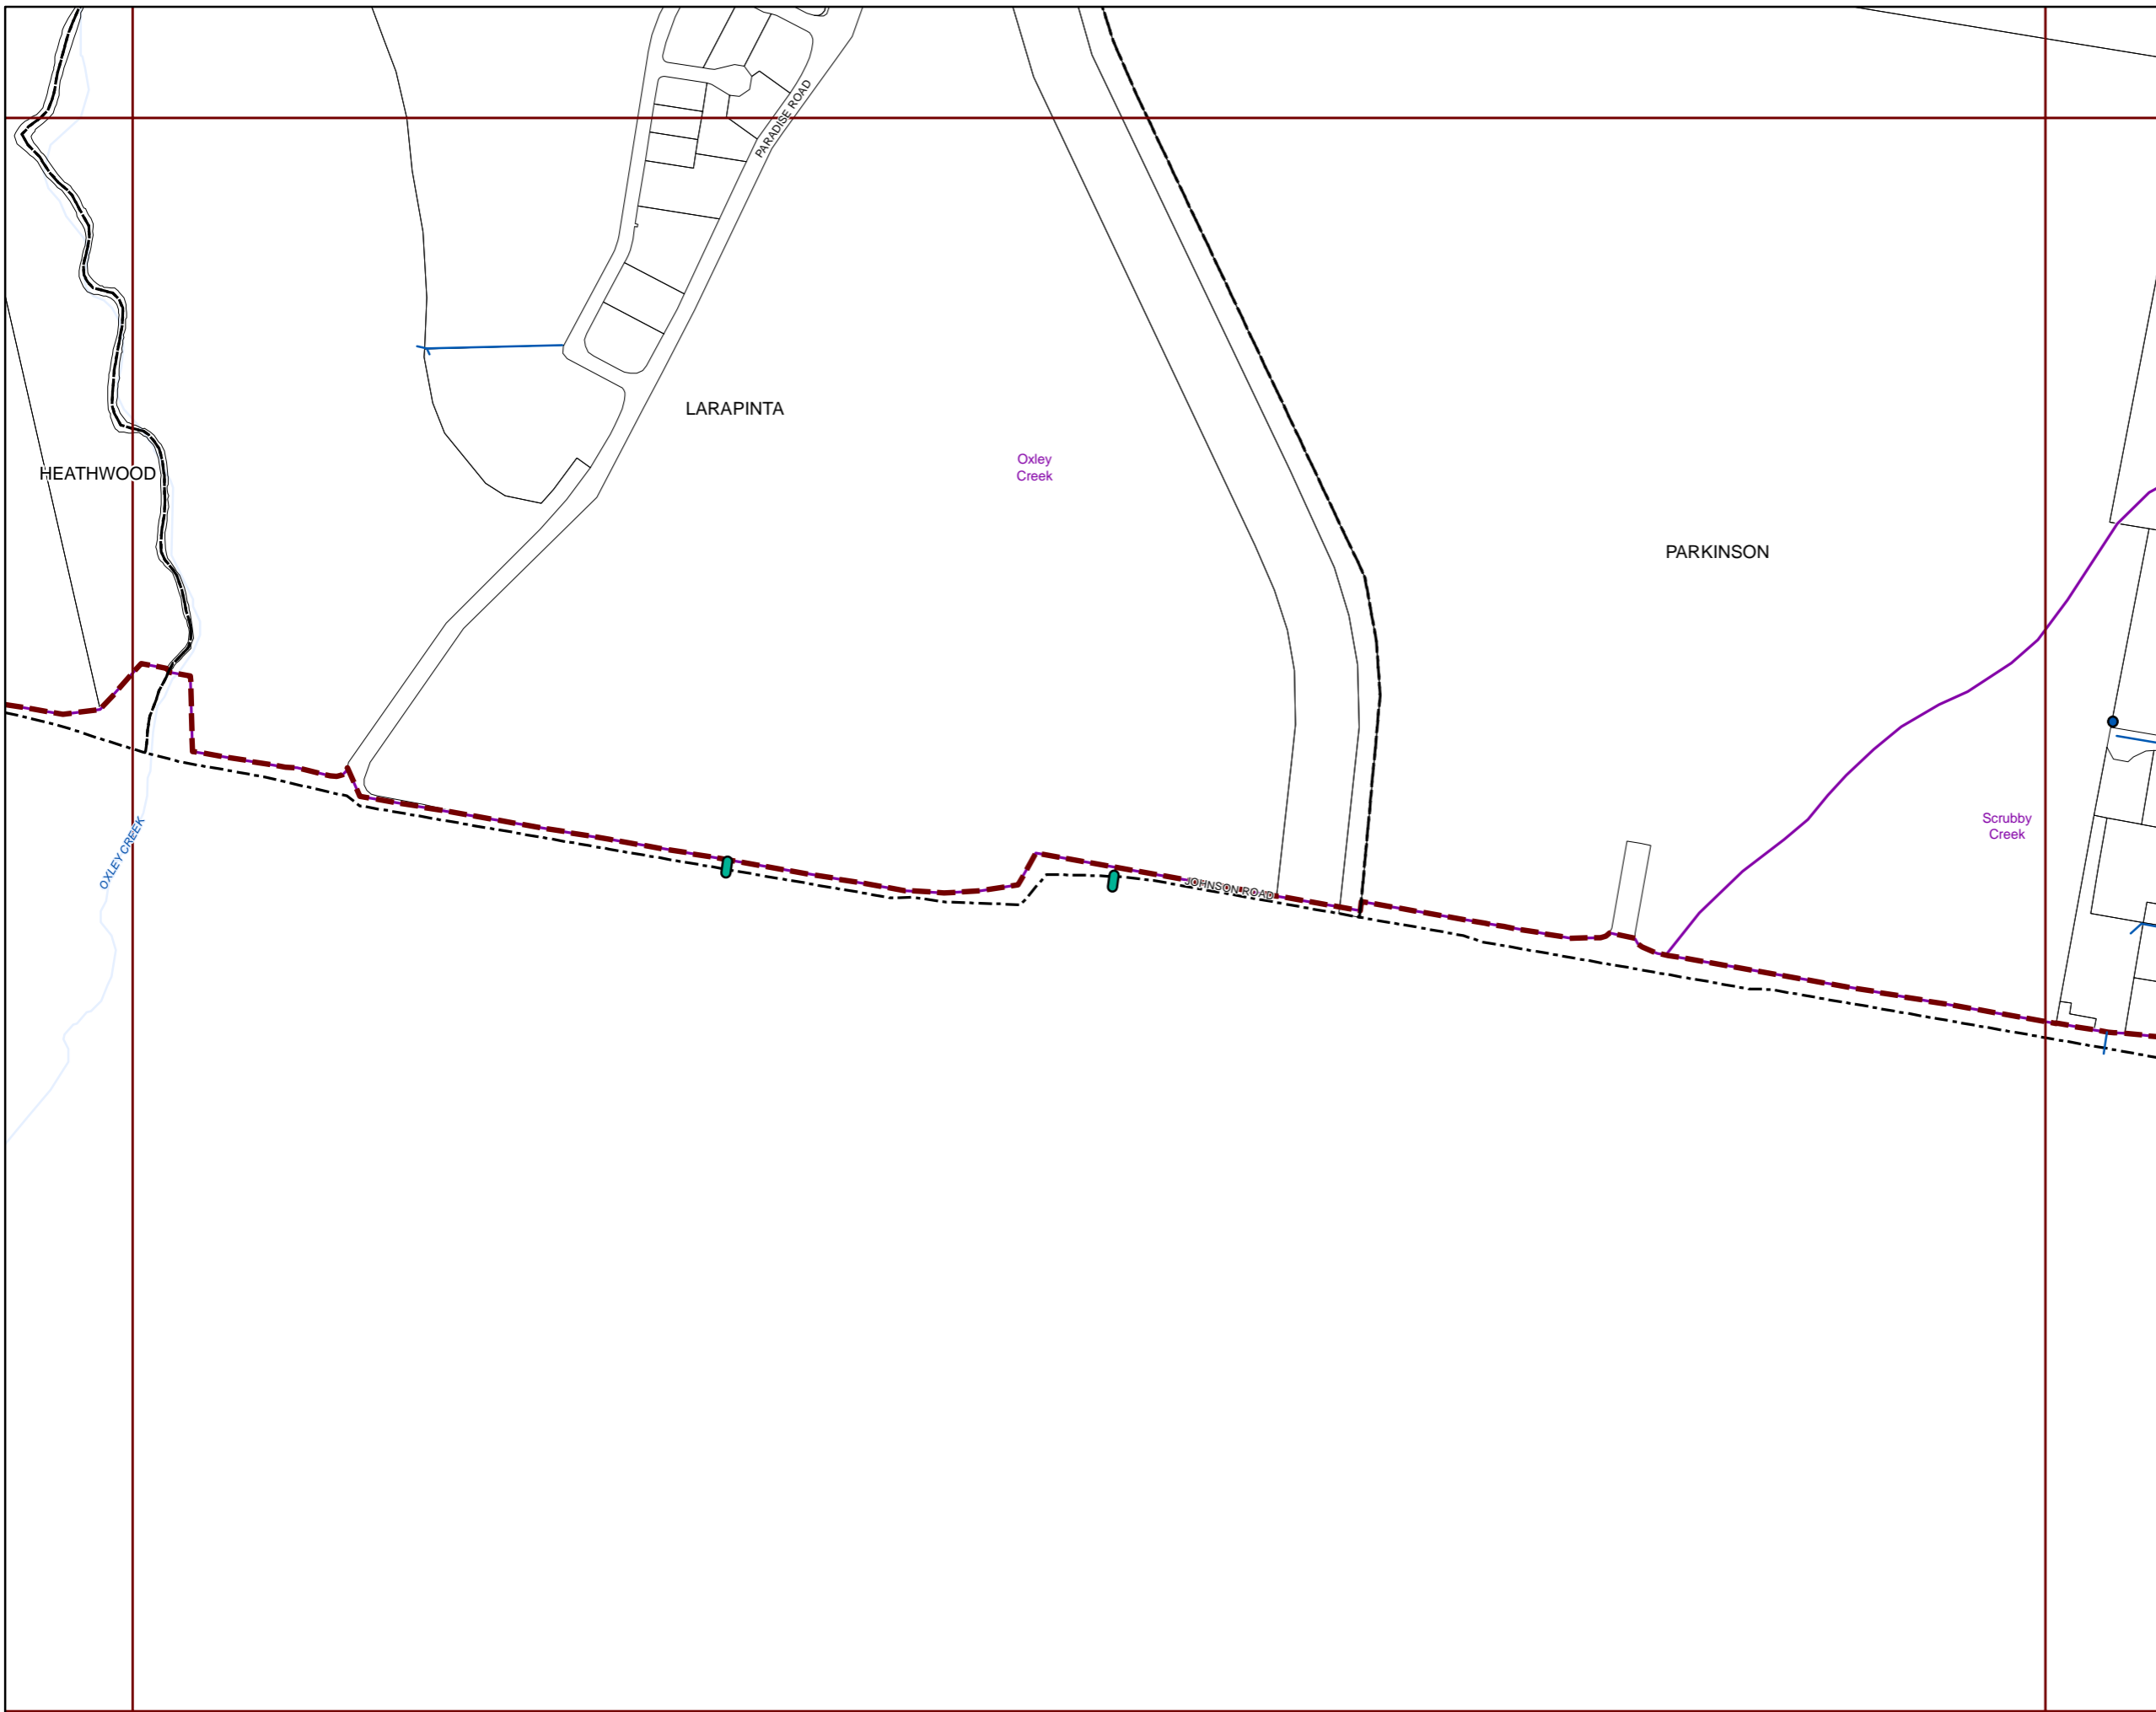 PARADISE ROAD
LARAPINTA
Oxley
Creek
HEATHWOOD
PARKINSON
Scrubby
Creek
OXLEY CREEK
JOHNSON ROAD